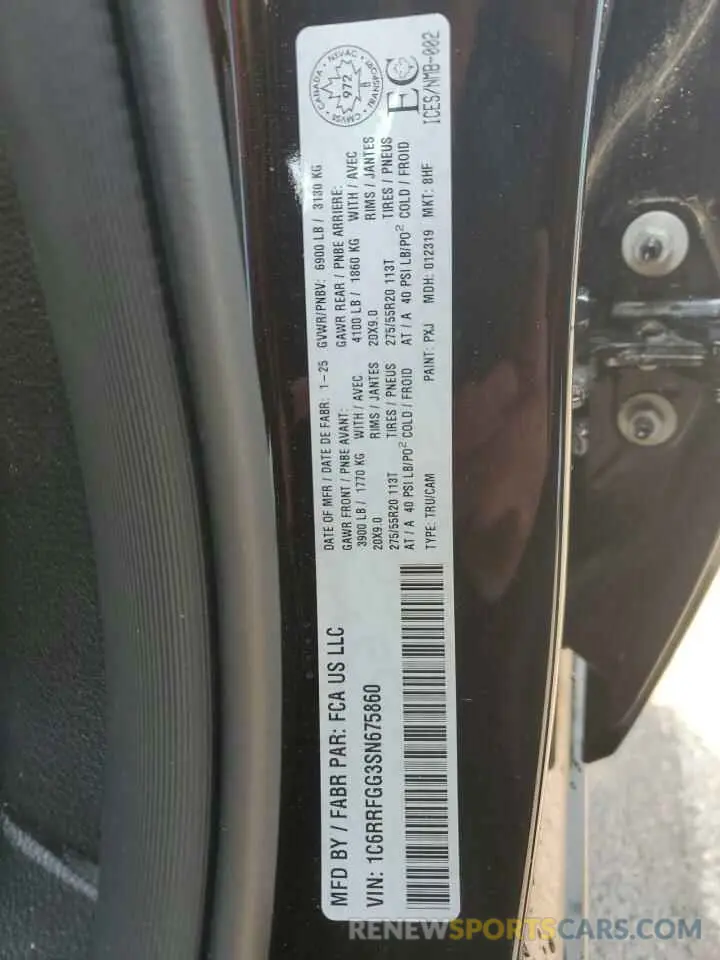 MFD BY / FABR PAR: FCA US LLC
VIN: 1C6RRFGG3SN675860
DATE OF MFR / DATE DE FABR: 1-25 GVWR/PNBV: 6900 LB / 3130 KG
GAWR FRONT / PNBE AVANT: GAWR REAR / PNBE ARRIERE:
3900 LB / 1770 KG WITH / AVEC 4100 LB / 1860 KG WITH / AVEC
20X9.0 RIMS / JANTES 20X9.0 RIMS / JANTES
275/55R20 113T TIRES / PNEUS 275/55R20 113T TIRES / PNEUS
AT / A 40 PSI LB/PO² COLD / FROID AT / A 40 PSI LB/PO² COLD / FROID
TYPE: TRU/CAM PAINT: PXJ MDH: 012319 MKT: 8HF
CANADA NSVAC TRANSPORT CMVSS
972
EC
ICES/NMB-002
RENEWSPORTSCARS.COM